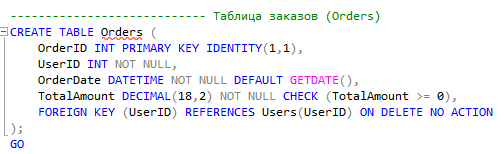 ---------------------------- Таблица заказов (Orders)
CREATE TABLE Orders (
    OrderID INT PRIMARY KEY IDENTITY(1,1),
    UserID INT NOT NULL,
    OrderDate DATETIME NOT NULL DEFAULT GETDATE(),
    TotalAmount DECIMAL(18,2) NOT NULL CHECK (TotalAmount >= 0),
    FOREIGN KEY (UserID) REFERENCES Users(UserID) ON DELETE NO ACTION
);
GO